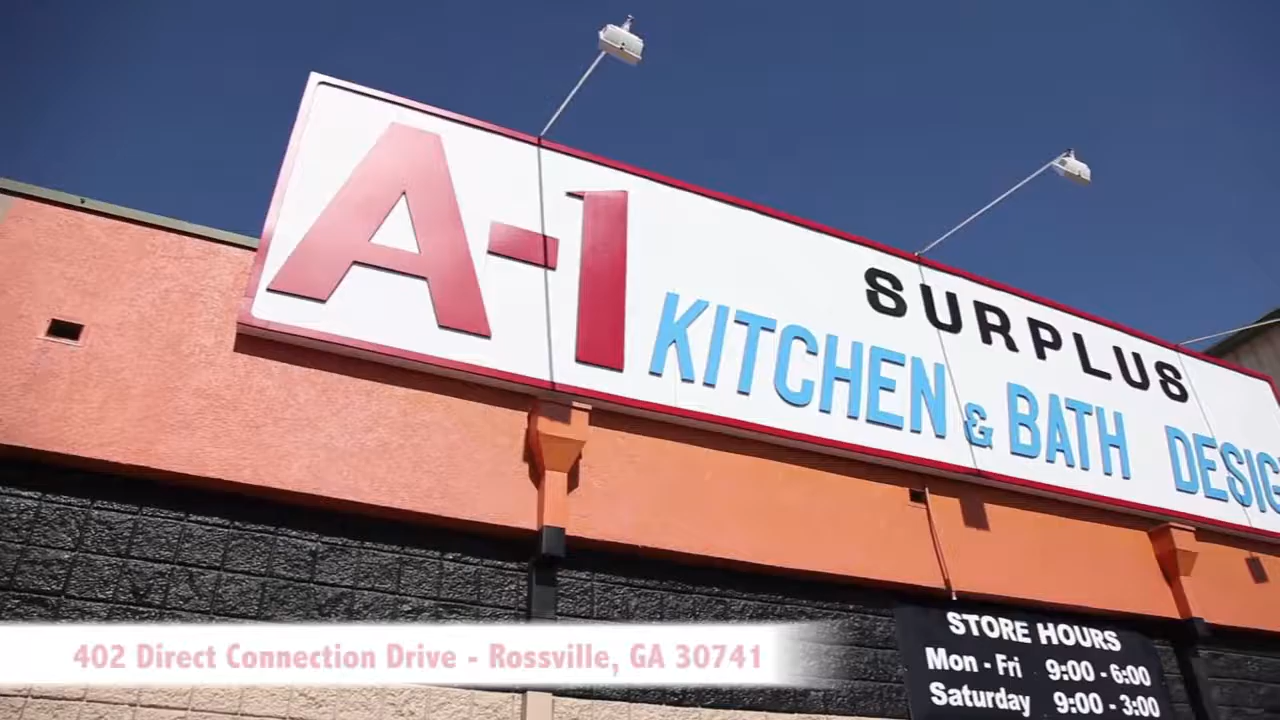 A-1
SURPLUS
KITCHEN & BATH DESIG
STORE HOURS
Mon - Fri 9:00 - 6:00
Saturday 9:00 - 3:00
402 Direct Connection Drive - Rossville, GA 30741